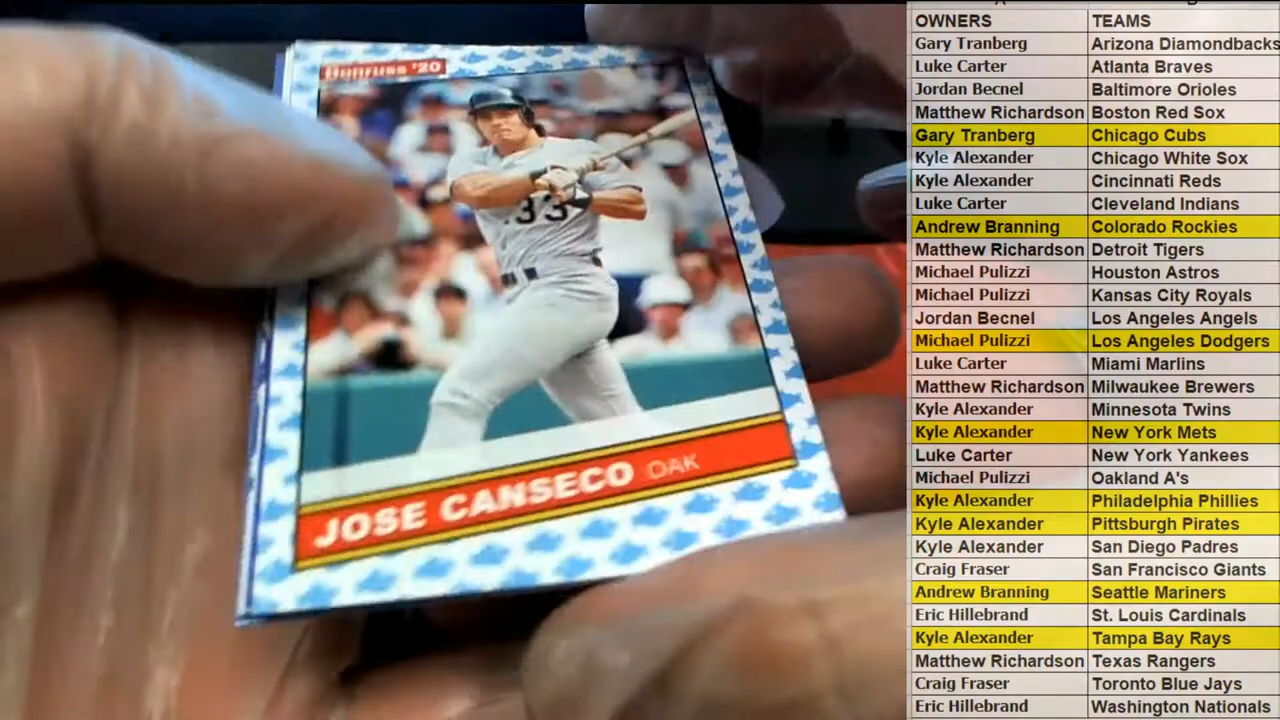 Donruss '20
33
JOSE CANSECO OAK
OWNERS TEAMS
Gary Tranberg Arizona Diamondbacks
Luke Carter Atlanta Braves
Jordan Becnel Baltimore Orioles
Matthew Richardson Boston Red Sox
Gary Tranberg Chicago Cubs
Kyle Alexander Chicago White Sox
Kyle Alexander Cincinnati Reds
Luke Carter Cleveland Indians
Andrew Branning Colorado Rockies
Matthew Richardson Detroit Tigers
Michael Pulizzi Houston Astros
Michael Pulizzi Kansas City Royals
Jordan Becnel Los Angeles Angels
Michael Pulizzi Los Angeles Dodgers
Luke Carter Miami Marlins
Matthew Richardson Milwaukee Brewers
Kyle Alexander Minnesota Twins
Kyle Alexander New York Mets
Luke Carter New York Yankees
Michael Pulizzi Oakland A's
Kyle Alexander Philadelphia Phillies
Kyle Alexander Pittsburgh Pirates
Kyle Alexander San Diego Padres
Craig Fraser San Francisco Giants
Andrew Branning Seattle Mariners
Eric Hillebrand St. Louis Cardinals
Kyle Alexander Tampa Bay Rays
Matthew Richardson Texas Rangers
Craig Fraser Toronto Blue Jays
Eric Hillebrand Washington Nationals